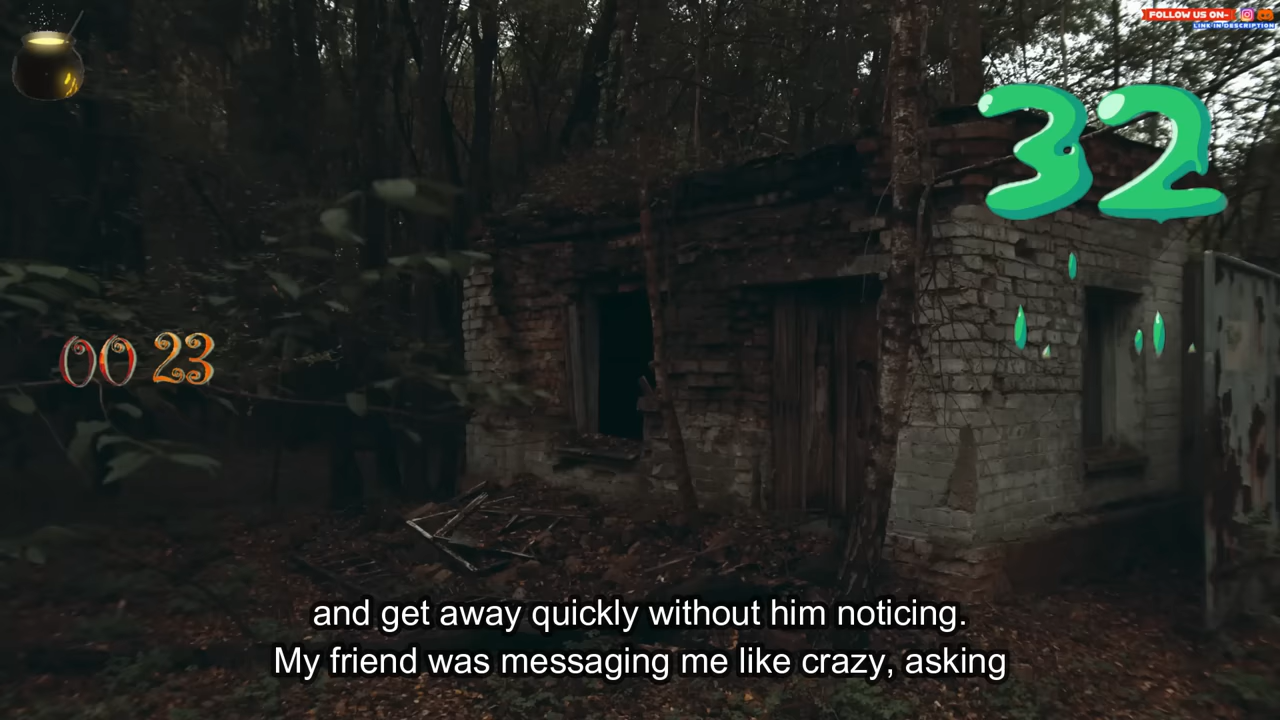 FOLLOW US ON-
LINK IN DESCRIPTION
32
00 23
and get away quickly without him noticing.
My friend was messaging me like crazy, asking